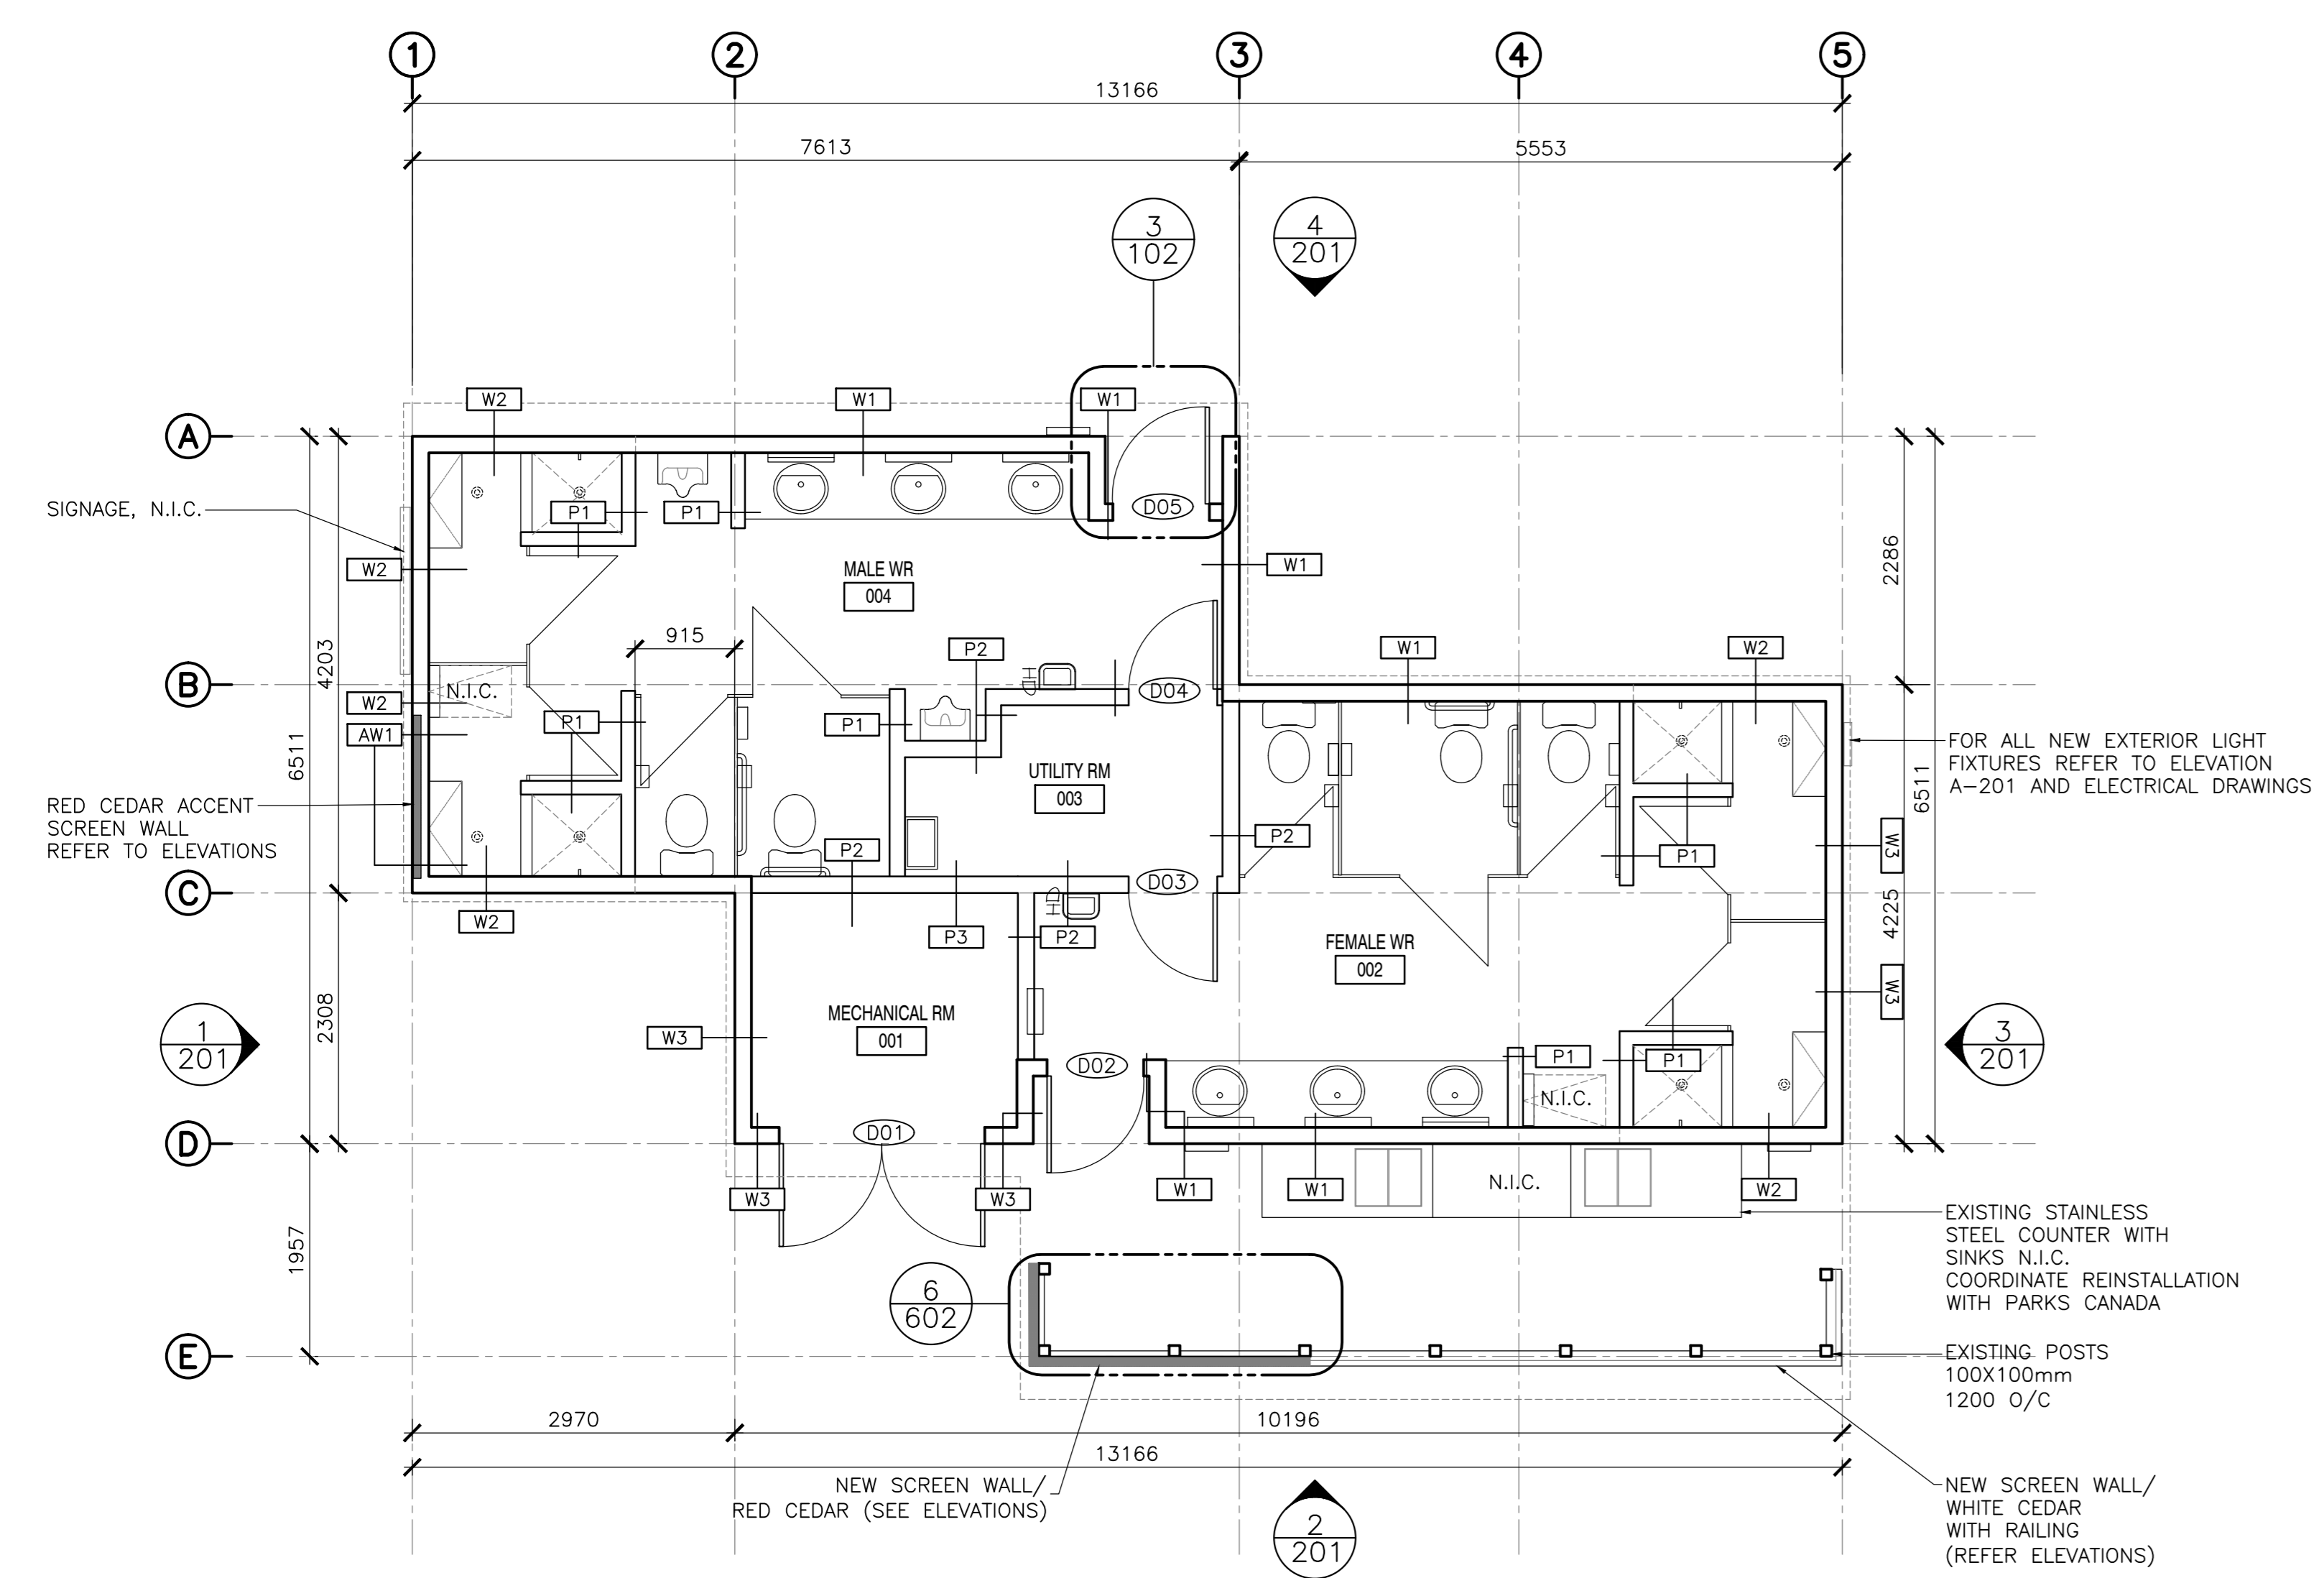 1
2
3
4
5
13166
7613
5553
3
102
4
201
W2
W1
W1
A
SIGNAGE, N.I.C.
P1
P1
D05
2286
W2
MALE WR
004
W1
915
P2
W1
W2
4203
B
N.I.C.
D04
W2
P1
P1
AW1
6511
FOR ALL NEW EXTERIOR LIGHT
FIXTURES REFER TO ELEVATION
A-201 AND ELECTRICAL DRAWINGS
UTILITY RM
003
6511
RED CEDAR ACCENT
SCREEN WALL
REFER TO ELEVATIONS
P2
P2
P1
W3
C
D03
W2
P3
P2
4225
FEMALE WR
002
W3
2308
MECHANICAL RM
001
1
201
W3
D02
P1
P1
3
201
N.I.C.
D
D01
W3
W3
W1
W1
N.I.C.
W2
1957
EXISTING STAINLESS
STEEL COUNTER WITH
SINKS N.I.C.
COORDINATE REINSTALLATION
WITH PARKS CANADA
6
602
E
EXISTING POSTS
100X100mm
1200 O/C
2970
10196
13166
NEW SCREEN WALL/
RED CEDAR (SEE ELEVATIONS)
NEW SCREEN WALL/
WHITE CEDAR
WITH RAILING
(REFER ELEVATIONS)
2
201